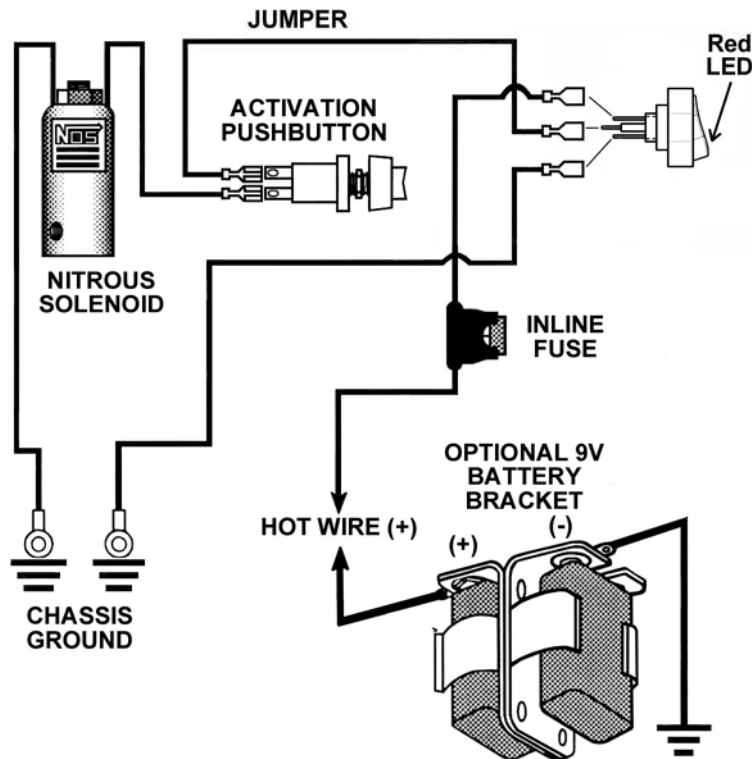 JUMPER
Red
LED
ACTIVATION
PUSHBUTTON
NOS
NITROUS
SOLENOID
INLINE
FUSE
OPTIONAL 9V
BATTERY
BRACKET
HOT WIRE (+)
(+)
(-)
CHASSIS
GROUND